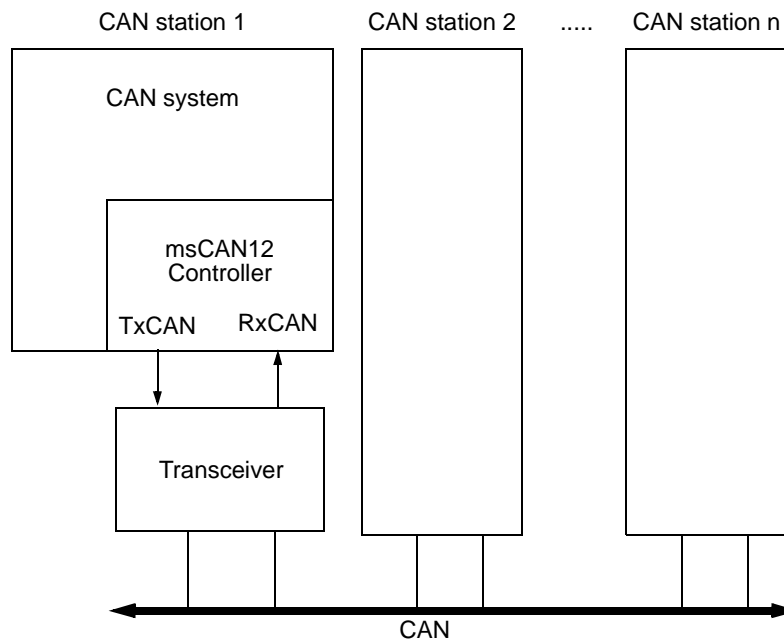 CAN station 1
CAN station 2
.....
CAN station n
CAN system
msCAN12
Controller
TxCAN
RxCAN
Transceiver
CAN